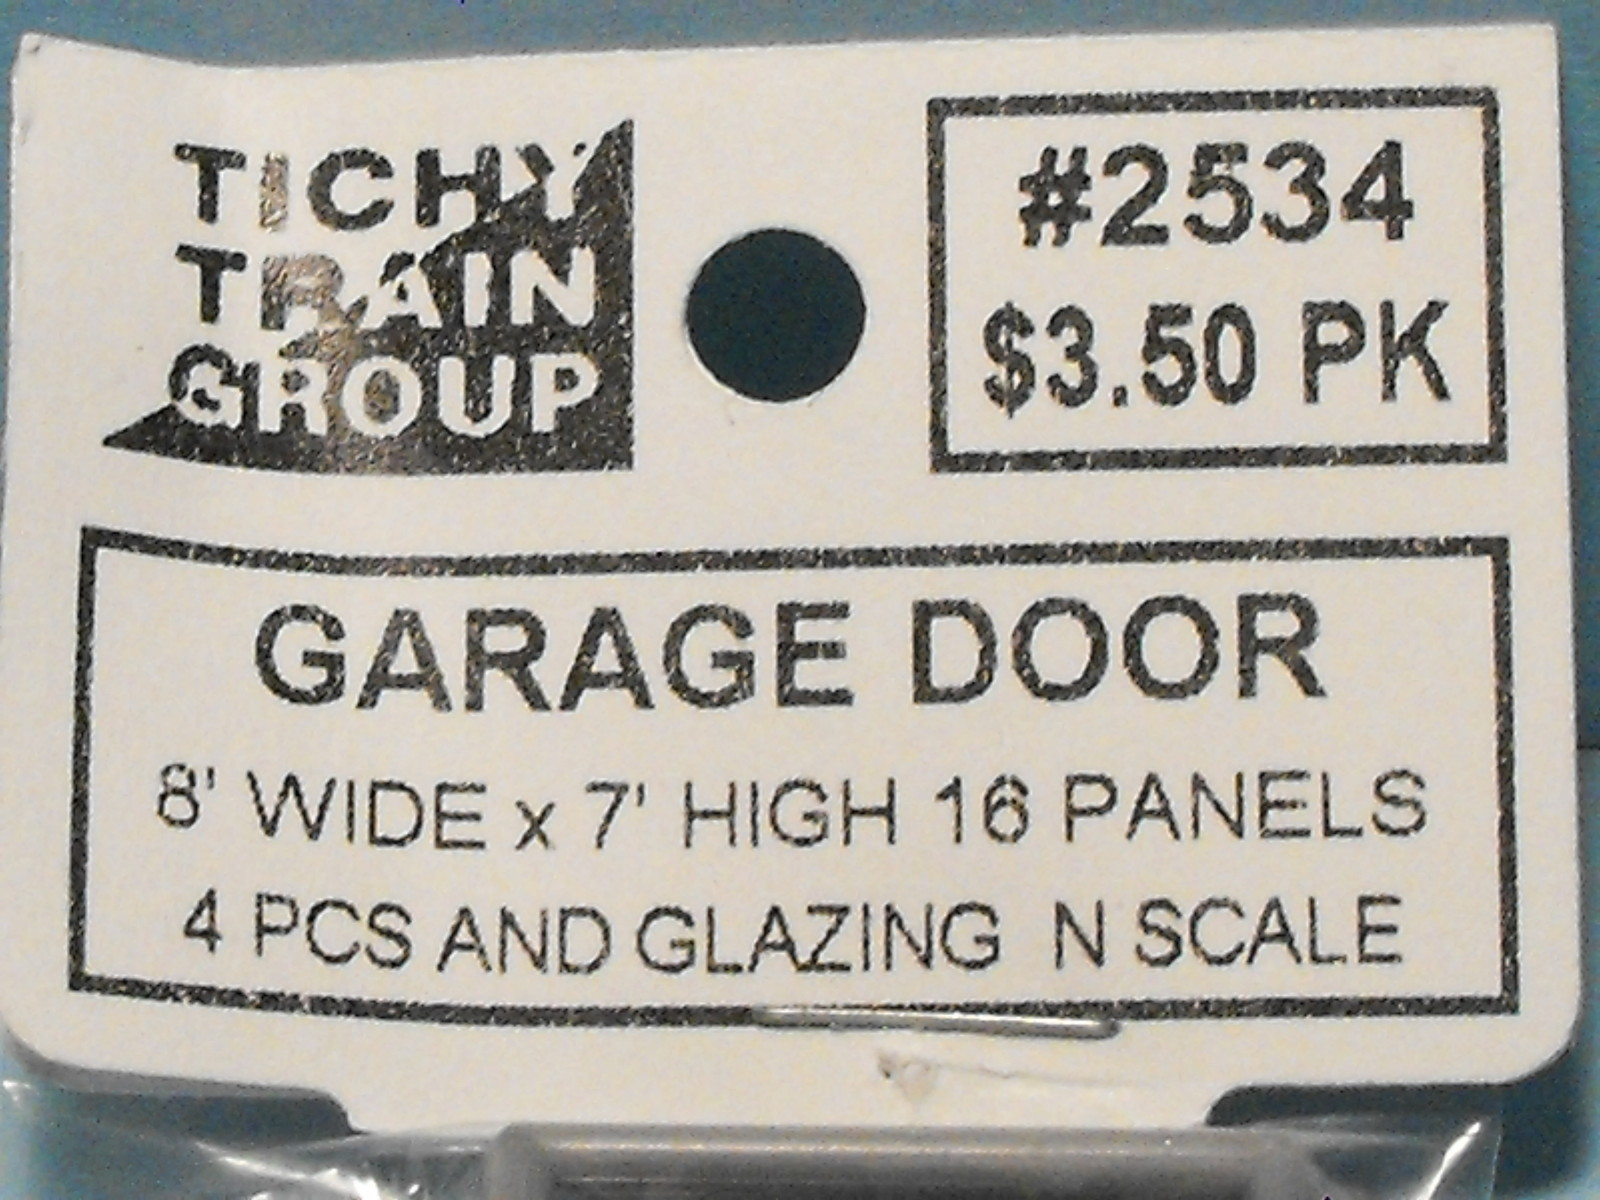 TICHY
TRAIN
GROUP
#2534
$3.50 PK
GARAGE DOOR
8' WIDE x 7' HIGH 16 PANELS
4 PCS AND GLAZING N SCALE